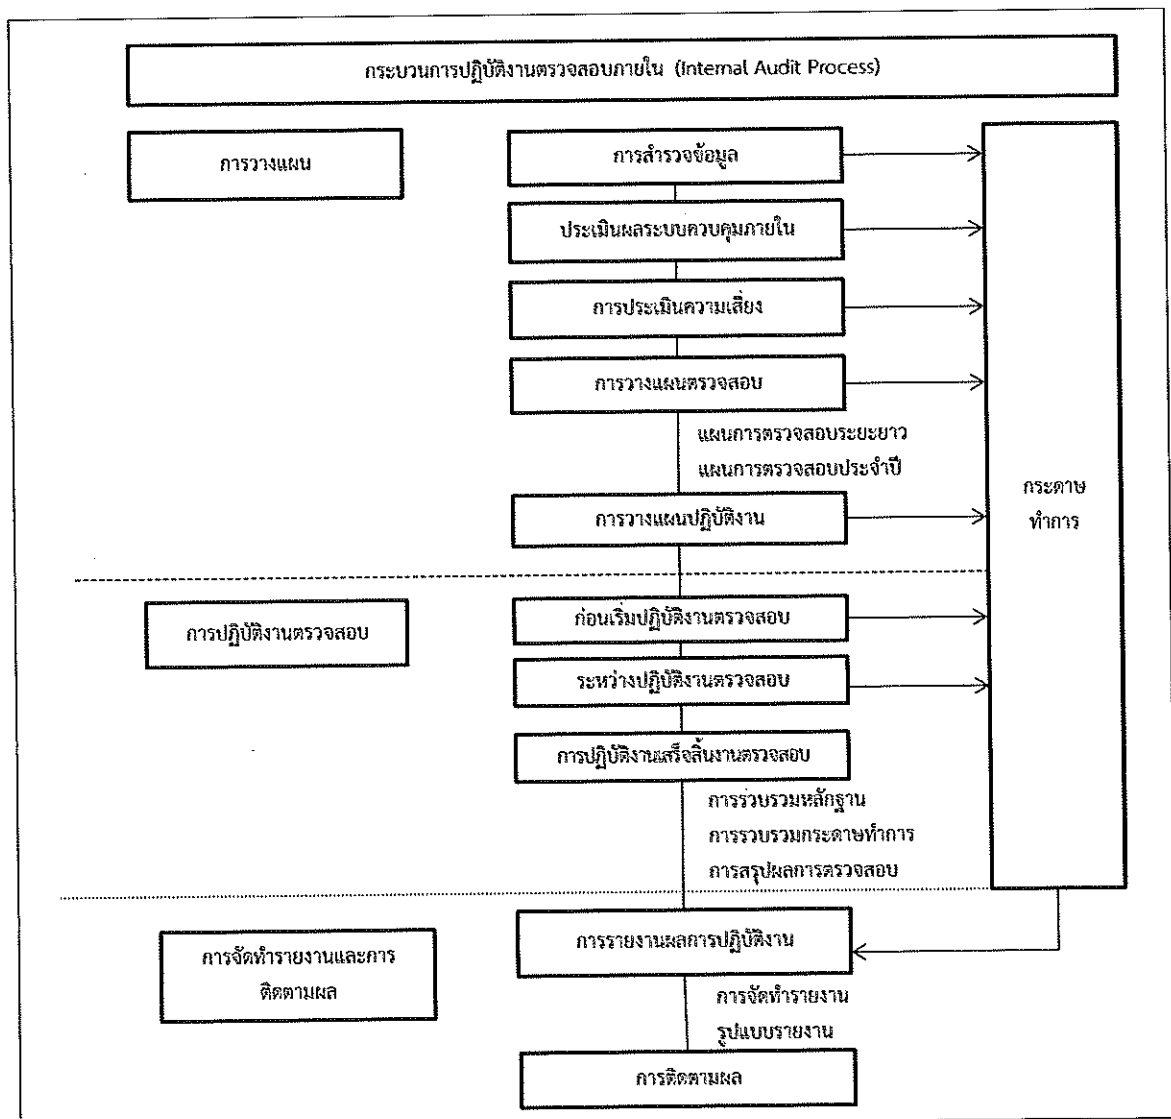 กระบวนการปฏิบัติงานตรวจสอบภายใน (Internal Audit Process)
การวางแผน
การสำรวจข้อมูล
ประเมินผลระบบควบคุมภายใน
การประเมินความเสี่ยง
การวางแผนตรวจสอบ
แผนการตรวจสอบระยะยาว
แผนการตรวจสอบประจำปี
การวางแผนปฏิบัติงาน
กระดาษ
ทำการ
การปฏิบัติงานตรวจสอบ
ก่อนเริ่มปฏิบัติงานตรวจสอบ
ระหว่างปฏิบัติงานตรวจสอบ
การปฏิบัติงานเสร็จสิ้นงานตรวจสอบ
การรวบรวมหลักฐาน
การรวบรวมกระดาษทำการ
การสรุปผลการตรวจสอบ
การจัดทำรายงานและการ
ติดตามผล
การรายงานผลการปฏิบัติงาน
การจัดทำรายงาน
รูปแบบรายงาน
การติดตามผล